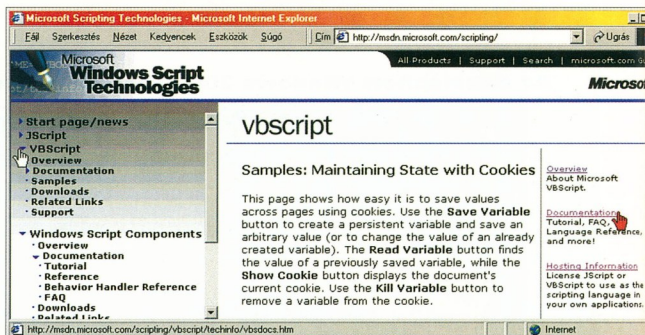 Microsoft Scripting Technologies - Microsoft Internet Explorer
Fájl Szerkesztés Nézet Kedvencek Eszközök Súgó Cím http://msdn.microsoft.com/scripting/ Ugrás
Microsoft
Windows Script
Technologies
All Products | Support | Search | microsoft.com Gu
Microsof
Start page/news
JScript
VBScript
Overview
Documentation
Samples
Downloads
Related Links
Support
Windows Script Components
Overview
Documentation
Tutorial
Reference
Behavior Handler Reference
FAQ
Downloads
Related Links
vbscript
Samples: Maintaining State with Cookies
This page shows how easy it is to save values
across pages using cookies. Use the Save Variable
button to create a persistent variable and save an
arbitrary value (or to change the value of an already
created variable). The Read Variable button finds
the value of a previously saved variable, while the
Show Cookie button displays the document's
current cookie. Use the Kill Variable button to
remove a variable from the cookie.
Overview
About Microsoft
VBScript.
Documentation
Tutorial, FAQ,
Language Reference,
and more!
Hosting Information
License JScript or
VBScript to use as the
scripting language in
your own applications.
http://msdn.microsoft.com/scripting/vbscript/techinfo/vbsdocs.htm
Internet